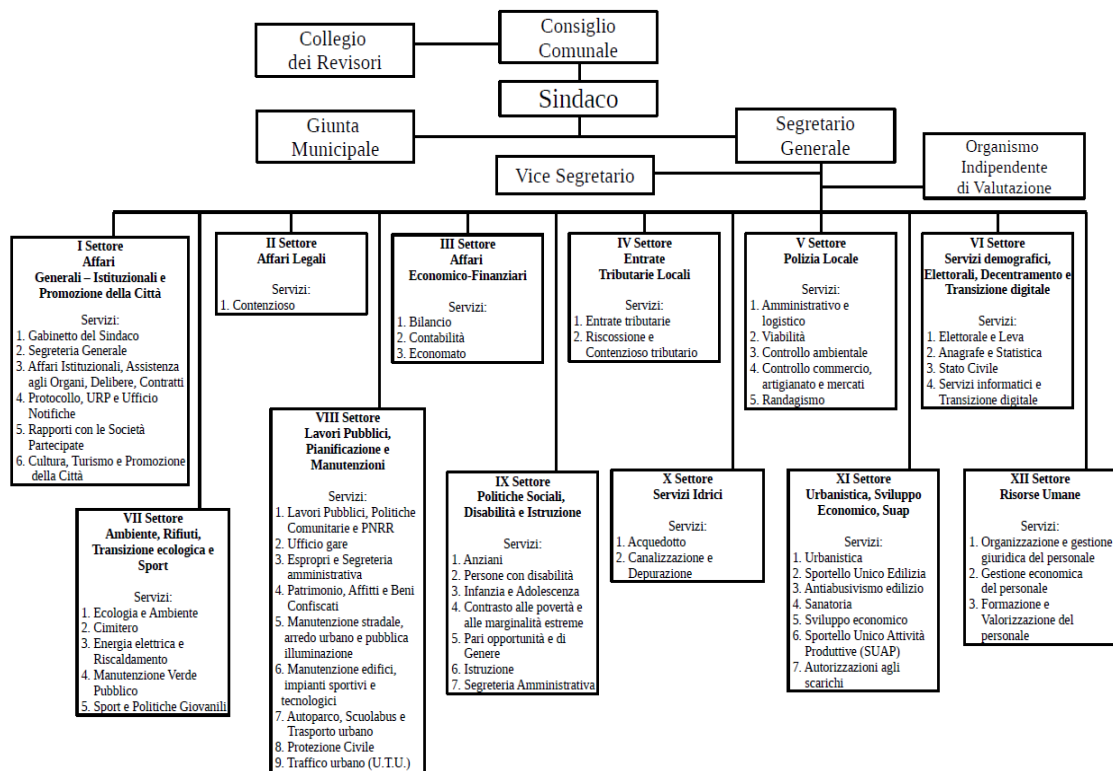 Collegio
dei Revisori
Consiglio
Comunale
Sindaco
Giunta
Municipale
Segretario
Generale
Vice Segretario
Organismo
Indipendente
di Valutazione
I Settore
Affari
Generali – Istituzionali e
Promozione della Città
Servizi:
1. Gabinetto del Sindaco
2. Segreteria Generale
3. Affari Istituzionali, Assistenza
agli Organi, Delibere, Contratti
4. Protocollo, URP e Ufficio
Notifiche
5. Rapporti con le Società
Partecipate
6. Cultura, Turismo e Promozione
della Città
II Settore
Affari Legali
Servizi:
1. Contenzioso
III Settore
Affari
Economico-Finanziari
Servizi:
1. Bilancio
2. Contabilità
3. Economato
IV Settore
Entrate
Tributarie Locali
Servizi:
1. Entrate tributarie
2. Riscossione e
Contenzioso tributario
V Settore
Polizia Locale
Servizi:
1. Amministrativo e
logistico
2. Viabilità
3. Controllo ambientale
4. Controllo commercio,
artigianato e mercati
5. Randagismo
VI Settore
Servizi demografici,
Elettorali, Decentramento e
Transizione digitale
Servizi:
1. Elettorale e Leva
2. Anagrafe e Statistica
3. Stato Civile
4. Servizi informatici e
Transizione digitale
VII Settore
Ambiente, Rifiuti,
Transizione ecologica e
Sport
Servizi:
1. Ecologia e Ambiente
2. Cimitero
3. Energia elettrica e
Riscaldamento
4. Manutenzione Verde
Pubblico
5. Sport e Politiche Giovanili
VIII Settore
Lavori Pubblici,
Pianificazione e
Manutenzioni
Servizi:
1. Lavori Pubblici, Politiche
Comunitarie e PNRR
2. Ufficio gare
3. Espropri e Segreteria
amministrativa
4. Patrimonio, Affitti e Beni
Confiscati
5. Manutenzione stradale,
arredo urbano e pubblica
illuminazione
6. Manutenzione edifici,
impianti sportivi e
tecnologici
7. Autoparco, Scuolabus e
Trasporto urbano
8. Protezione Civile
9. Traffico urbano (U.T.U.)
IX Settore
Politiche Sociali,
Disabilità e Istruzione
Servizi:
1. Anziani
2. Persone con disabilità
3. Infanzia e Adolescenza
4. Contrasto alle povertà e
alle marginalità estreme
5. Pari opportunità e di
Genere
6. Istruzione
7. Segreteria Amministrativa
X Settore
Servizi Idrici
Servizi:
1. Acquedotto
2. Canalizzazione e
Depurazione
XI Settore
Urbanistica, Sviluppo
Economico, Suap
Servizi:
1. Urbanistica
2. Sportello Unico Edilizia
3. Antiabusivismo edilizio
4. Sanatoria
5. Sviluppo economico
6. Sportello Unico Attività
Produttive (SUAP)
7. Autorizzazioni agli
scarichi
XII Settore
Risorse Umane
Servizi:
1. Organizzazione e gestione
giuridica del personale
2. Gestione economica
del personale
3. Formazione e
Valorizzazione del
personale